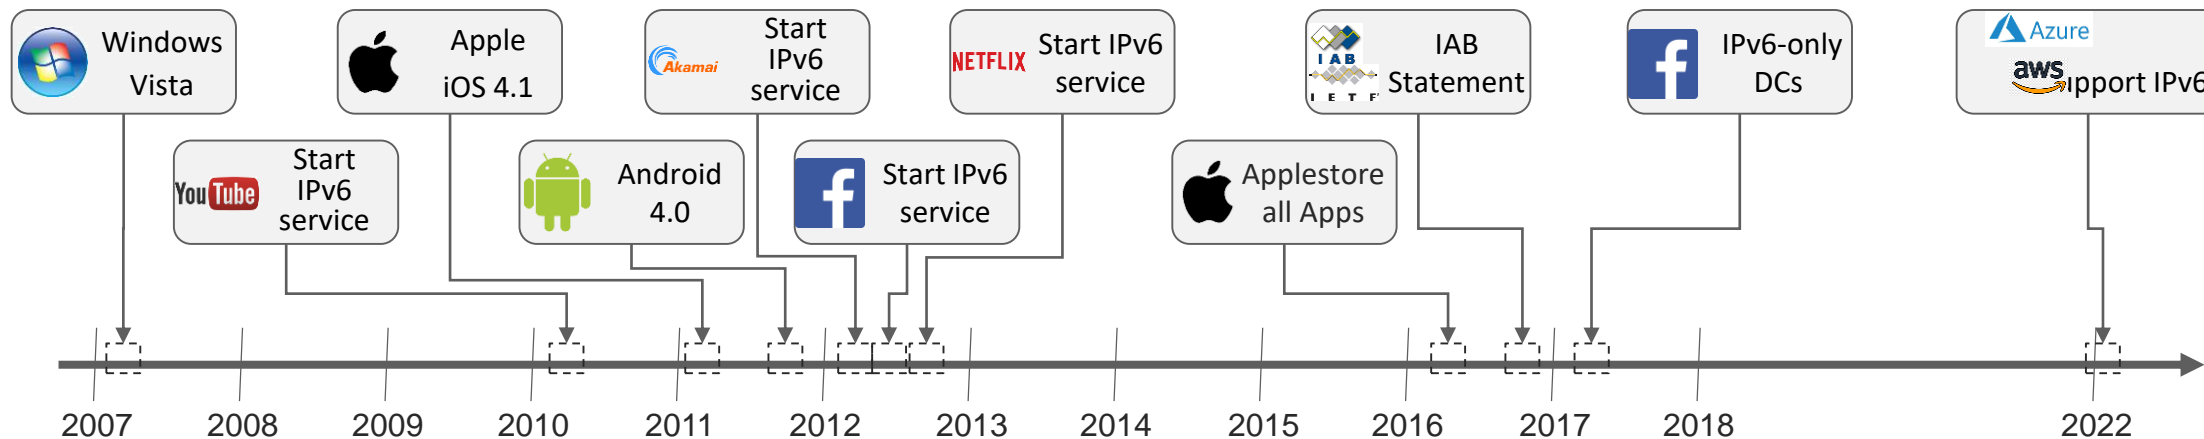 Windows
Vista
Apple
iOS 4.1
Akamai
Start
IPv6
service
NETFLIX
Start IPv6
service
IAB
IETF
IAB
Statement
IPv6-only
DCs
Azure
aws
pport IPv6
YouTube
Start
IPv6
service
Android
4.0
Start IPv6
service
Applestore
all Apps
2007 2008 2009 2010 2011 2012 2013 2014 2015 2016 2017 2018 2022